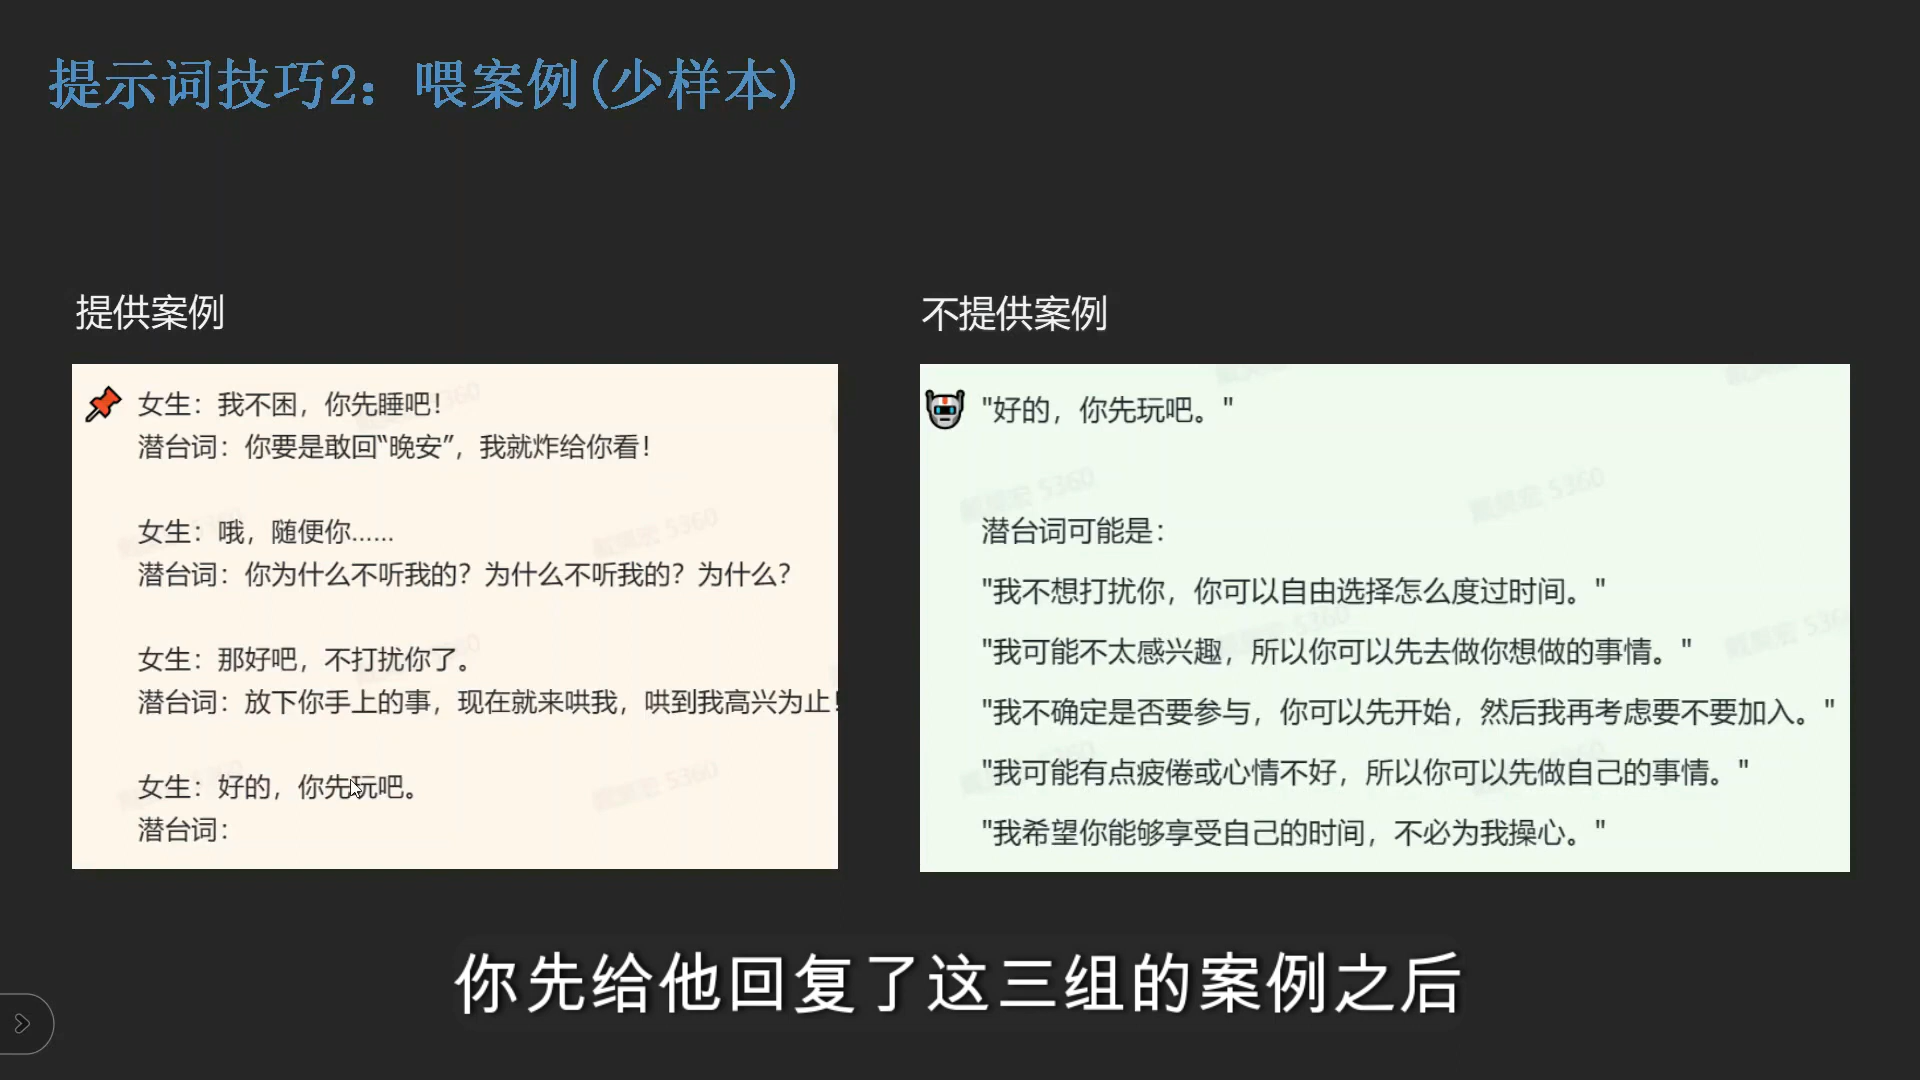 提示词技巧2：喂案例(少样本)
提供案例
女生：我不困，你先睡吧！
潜台词：你要是敢回“晚安”，我就炸给你看！
女生：哦，随便你……
潜台词：你为什么不听我的？为什么不听我的？为什么？
女生：那好吧，不打扰你了。
潜台词：放下你手上的事，现在就来哄我，哄到我高兴为止！
女生：好的，你先玩吧。
潜台词：
不提供案例
"好的，你先玩吧。"
潜台词可能是：
"我不想打扰你，你可以自由选择怎么度过时间。"
"我可能不太感兴趣，所以你可以先去做你想做的事情。"
"我不确定是否要参与，你可以先开始，然后我再考虑要不要加入。"
"我可能有点疲倦或心情不好，所以你可以先做自己的事情。"
"我希望你能够享受自己的时间，不必为我操心。"
你先给他回复了这三组的案例之后